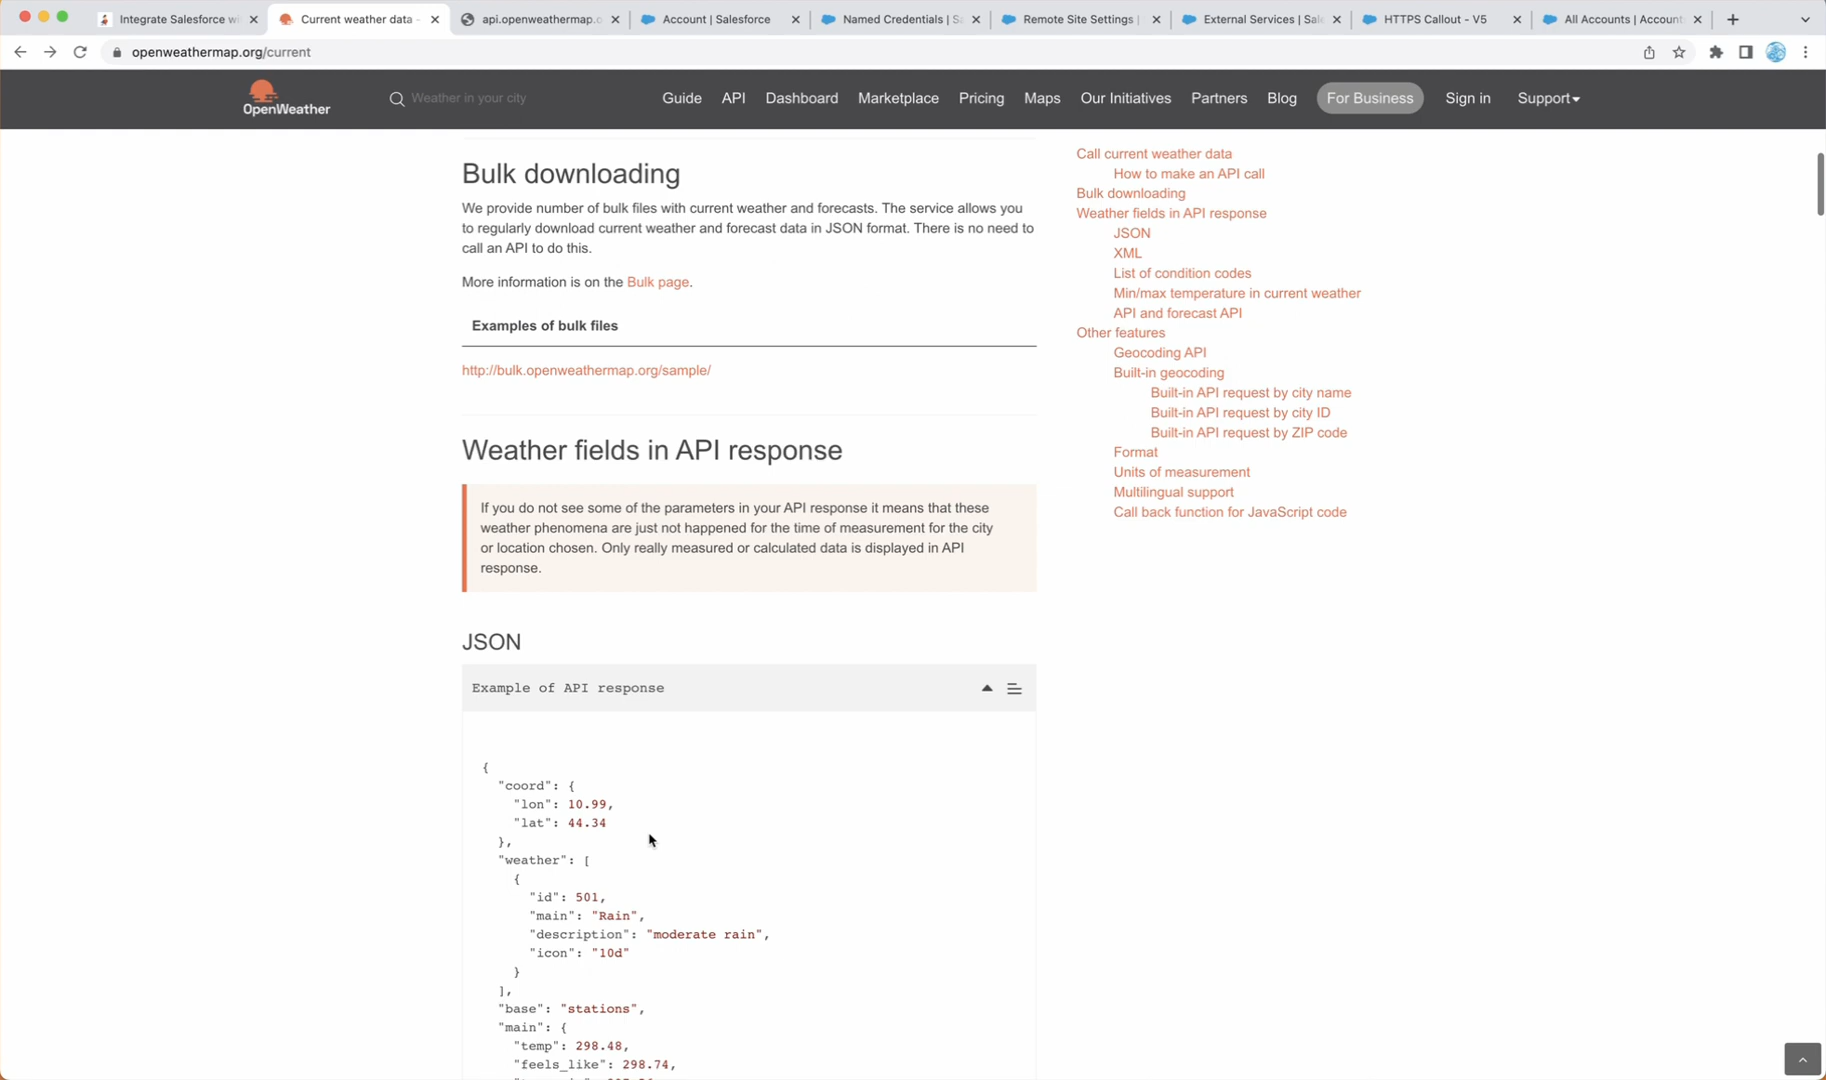 Integrate Salesforce wi
Current weather data -
api.openweathermap.o
Account | Salesforce
Named Credentials | S
Remote Site Settings |
External Services | Sale
HTTPS Callout - V5
All Accounts | Account
openweathermap.org/current
OpenWeather
Weather in your city
Guide
API
Dashboard
Marketplace
Pricing
Maps
Our Initiatives
Partners
Blog
For Business
Sign in
Support
Bulk downloading
We provide number of bulk files with current weather and forecasts. The service allows you
to regularly download current weather and forecast data in JSON format. There is no need to
call an API to do this.
More information is on the Bulk page.
Examples of bulk files
http://bulk.openweathermap.org/sample/
Weather fields in API response
If you do not see some of the parameters in your API response it means that these
weather phenomena are just not happened for the time of measurement for the city
or location chosen. Only really measured or calculated data is displayed in API
response.
JSON
Example of API response
{
"coord": {
"lon": 10.99,
"lat": 44.34
},
"weather": [
{
"id": 501,
"main": "Rain",
"description": "moderate rain",
"icon": "10d"
}
],
"base": "stations",
"main": {
"temp": 298.48,
"feels_like": 298.74,
Call current weather data
How to make an API call
Bulk downloading
Weather fields in API response
JSON
XML
List of condition codes
Min/max temperature in current weather
API and forecast API
Other features
Geocoding API
Built-in geocoding
Built-in API request by city name
Built-in API request by city ID
Built-in API request by ZIP code
Format
Units of measurement
Multilingual support
Call back function for JavaScript code